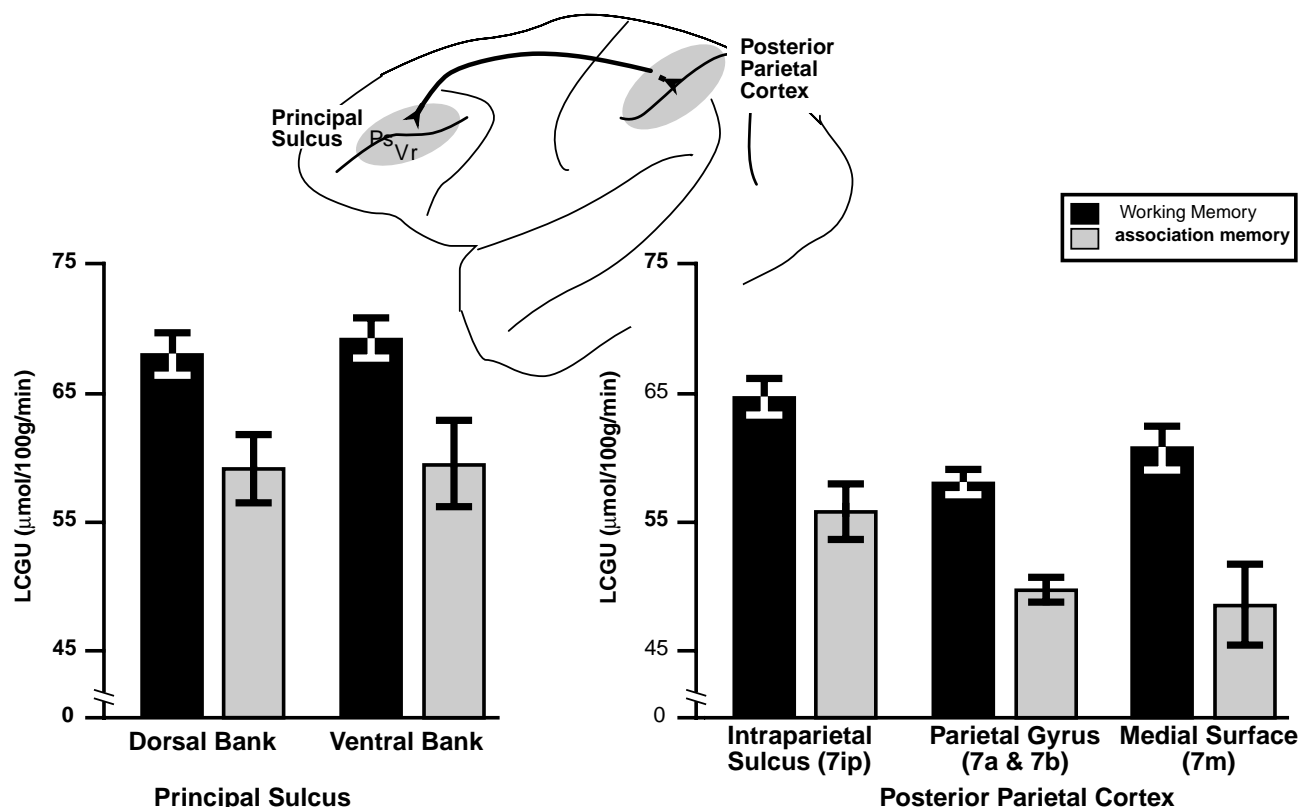 Posterior
Parietal
Cortex
Principal
Sulcus
Ps
Vr
Working Memory
association memory
75
65
55
45
0
LCGU (μmol/100g/min)
Dorsal Bank
Ventral Bank
Principal Sulcus
75
65
55
45
0
LCGU (μmol/100g/min)
Intraparietal
Sulcus (7ip)
Parietal Gyrus
(7a & 7b)
Medial Surface
(7m)
Posterior Parietal Cortex